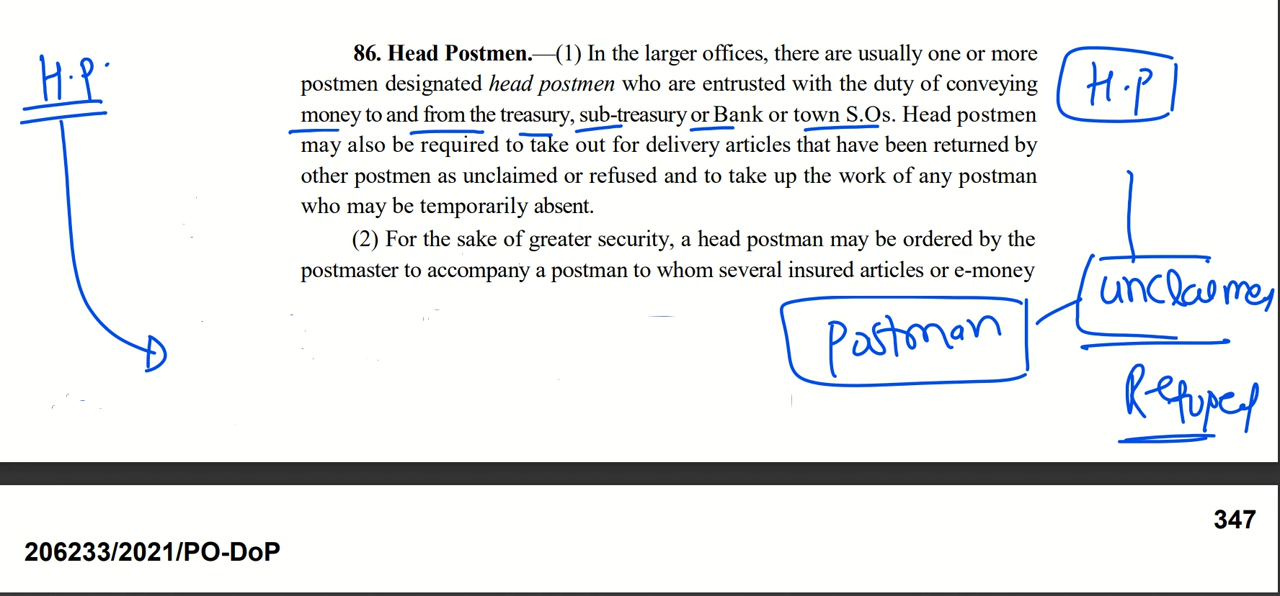 H.P.
86. Head Postmen.—(1) In the larger offices, there are usually one or more
postmen designated head postmen who are entrusted with the duty of conveying
money to and from the treasury, sub-treasury or Bank or town S.Os. Head postmen
may also be required to take out for delivery articles that have been returned by
other postmen as unclaimed or refused and to take up the work of any postman
who may be temporarily absent.
(2) For the sake of greater security, a head postman may be ordered by the
postmaster to accompany a postman to whom several insured articles or e-money
H.P
unclaimed
Postman
Refused
347
206233/2021/PO-DoP